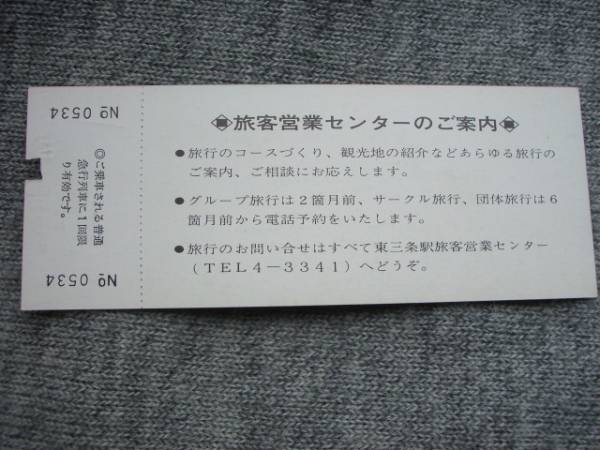 ◈旅客営業センターのご案内◈
●旅行のコースづくり、観光地の紹介などあらゆる旅行の
ご案内、ご相談にお応えします。
●グループ旅行は2箇月前、サークル旅行、団体旅行は6
箇月前から電話予約をいたします。
●旅行のお問い合せはすべて東三条駅旅客営業センター
(TEL4-3341)へどうぞ。
№ 0534
◎ご乗車される普通
急行列車に1回限
り有効です。
№ 0534